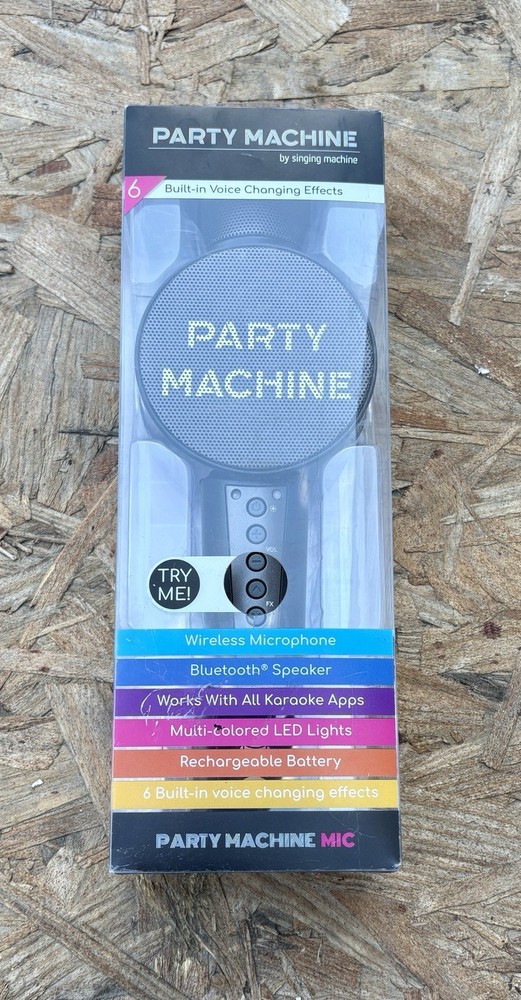 PARTY MACHINE
by singing machine
6 Built-in Voice Changing Effects
PARTY
MACHINE
VOL
TRY
ME!
FX
Wireless Microphone
Bluetooth® Speaker
Works With All Karaoke Apps
Multi-colored LED Lights
Rechargeable Battery
6 Built-in voice changing effects
PARTY MACHINE MIC